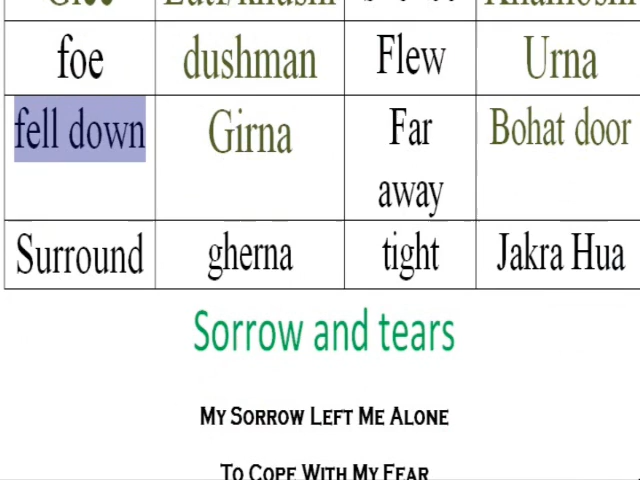 foe dushman Flew Urna
fell down Girna Far away Bohat door
Surround gherna tight Jakra Hua
Sorrow and tears
My Sorrow Left Me Alone
To Cope With My Fear